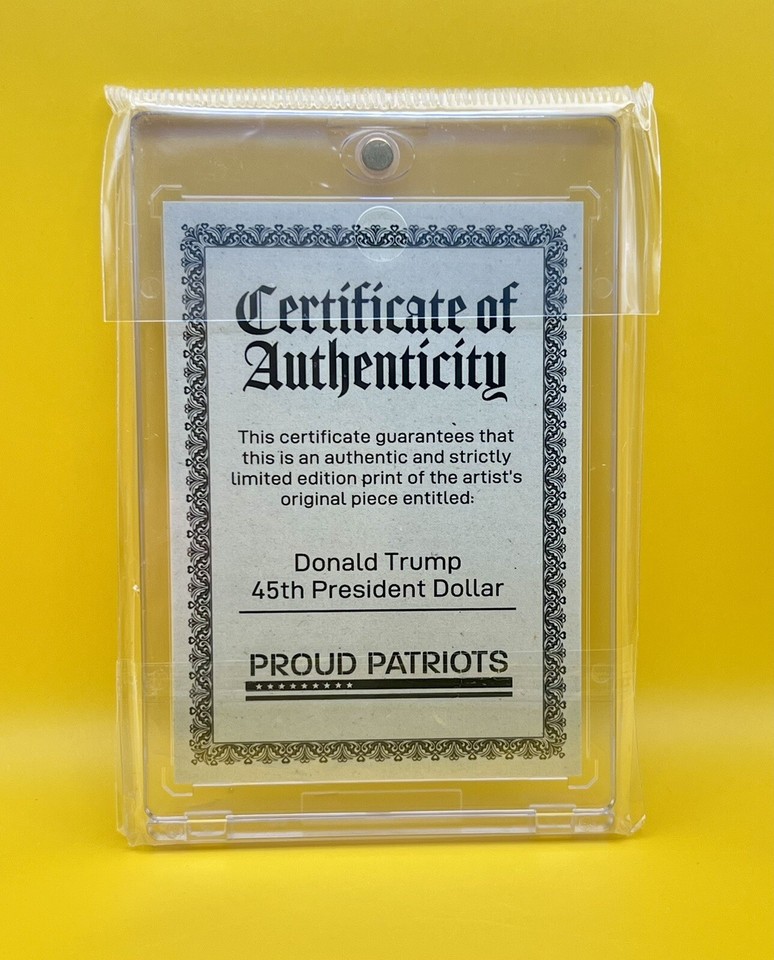 Certificate of
Authenticity
This certificate guarantees that
this is an authentic and strictly
limited edition print of the artist's
original piece entitled:
Donald Trump
45th President Dollar
PROUD PATRIOTS